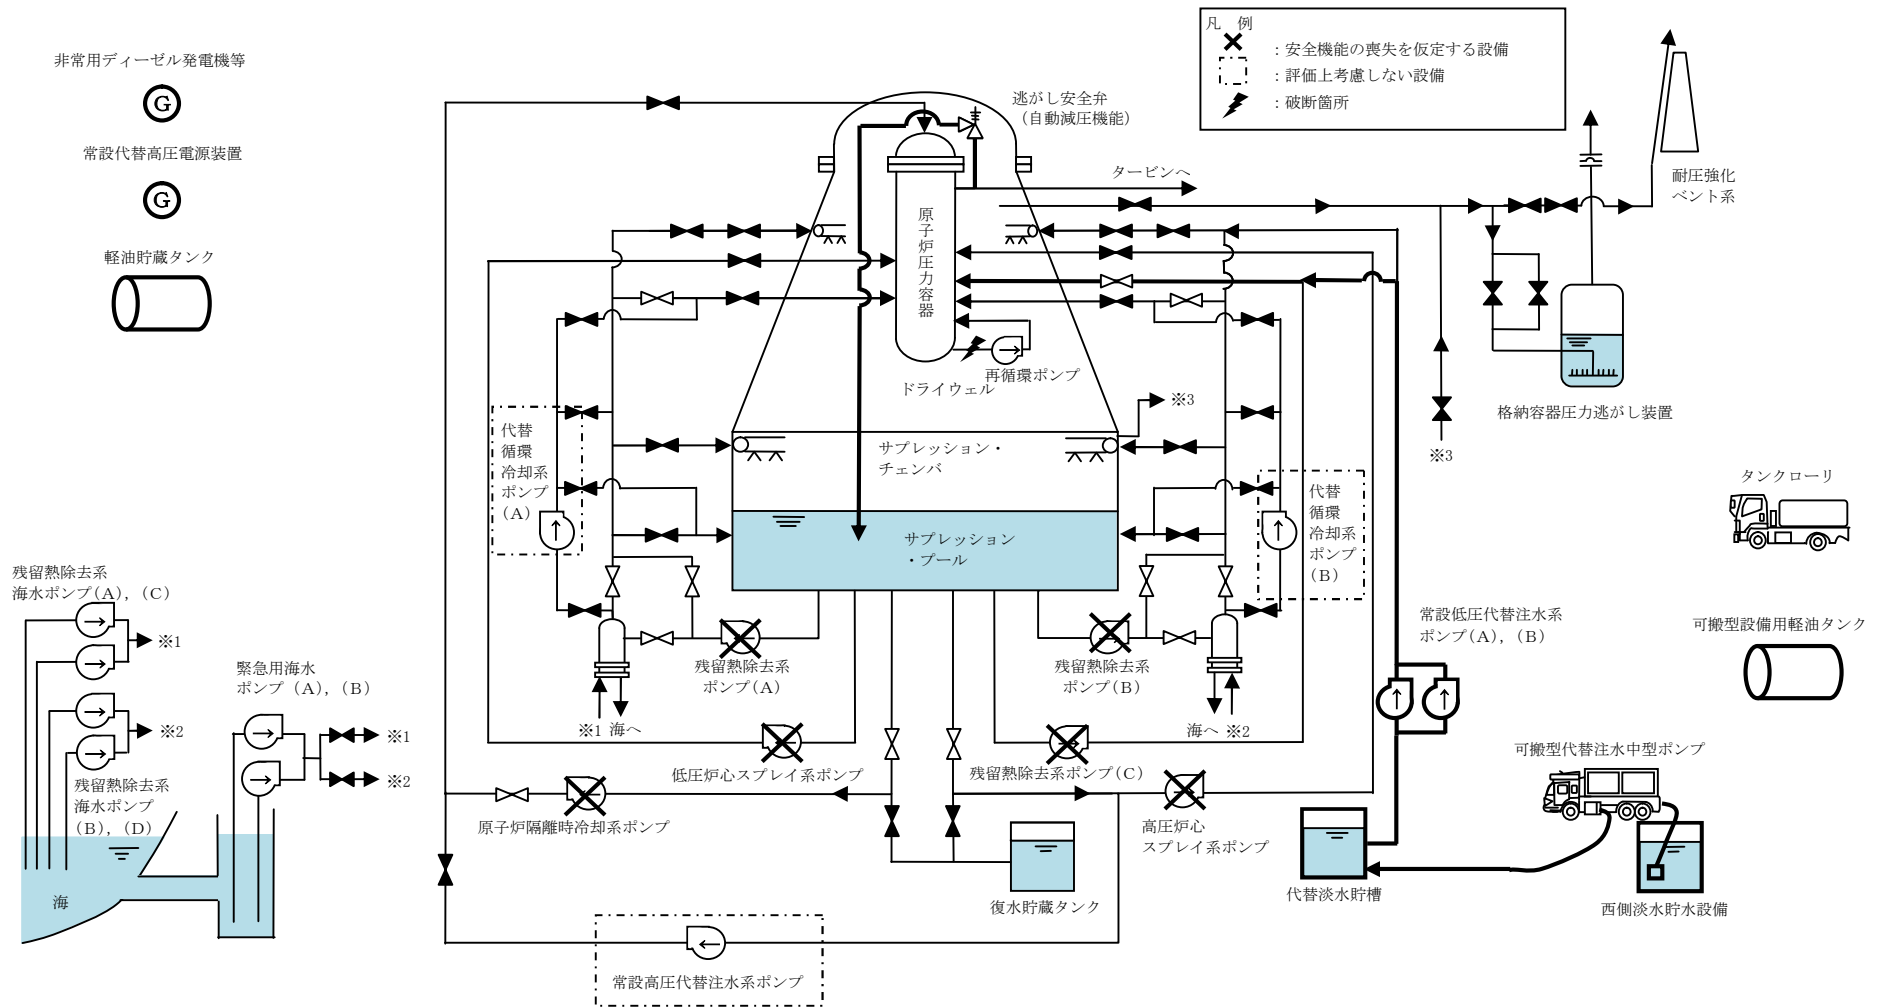 非常用ディーゼル発電機等
G
常設代替高圧電源装置
G
軽油貯蔵タンク
凡　例
：安全機能の喪失を仮定する設備
：評価上考慮しない設備
：破断箇所
逃がし安全弁
（自動減圧機能）
タービンへ
耐圧強化
ベント系
原子炉圧力容器
再循環ポンプ
ドライウェル
格納容器圧力逃がし装置
※3
※3
代替
循環
冷却系
ポンプ
（A）
サプレッション・
チェンバ
サプレッション
・プール
代替
循環
冷却系
ポンプ
（B）
タンクローリ
残留熱除去系
海水ポンプ（A），（C）
※1
※2
残留熱除去系
海水ポンプ
（B），（D）
緊急用海水
ポンプ（A），（B）
※1
※2
海
残留熱除去系
ポンプ（A）
残留熱除去系
ポンプ（B）
※1 海へ
海へ ※2
常設低圧代替注水系
ポンプ（A），（B）
可搬型設備用軽油タンク
低圧炉心スプレイ系ポンプ
残留熱除去系ポンプ（C）
原子炉隔離時冷却系ポンプ
高圧炉心
スプレイ系ポンプ
可搬型代替注水中型ポンプ
復水貯蔵タンク
代替淡水貯槽
西側淡水貯水設備
常設高圧代替注水系ポンプ